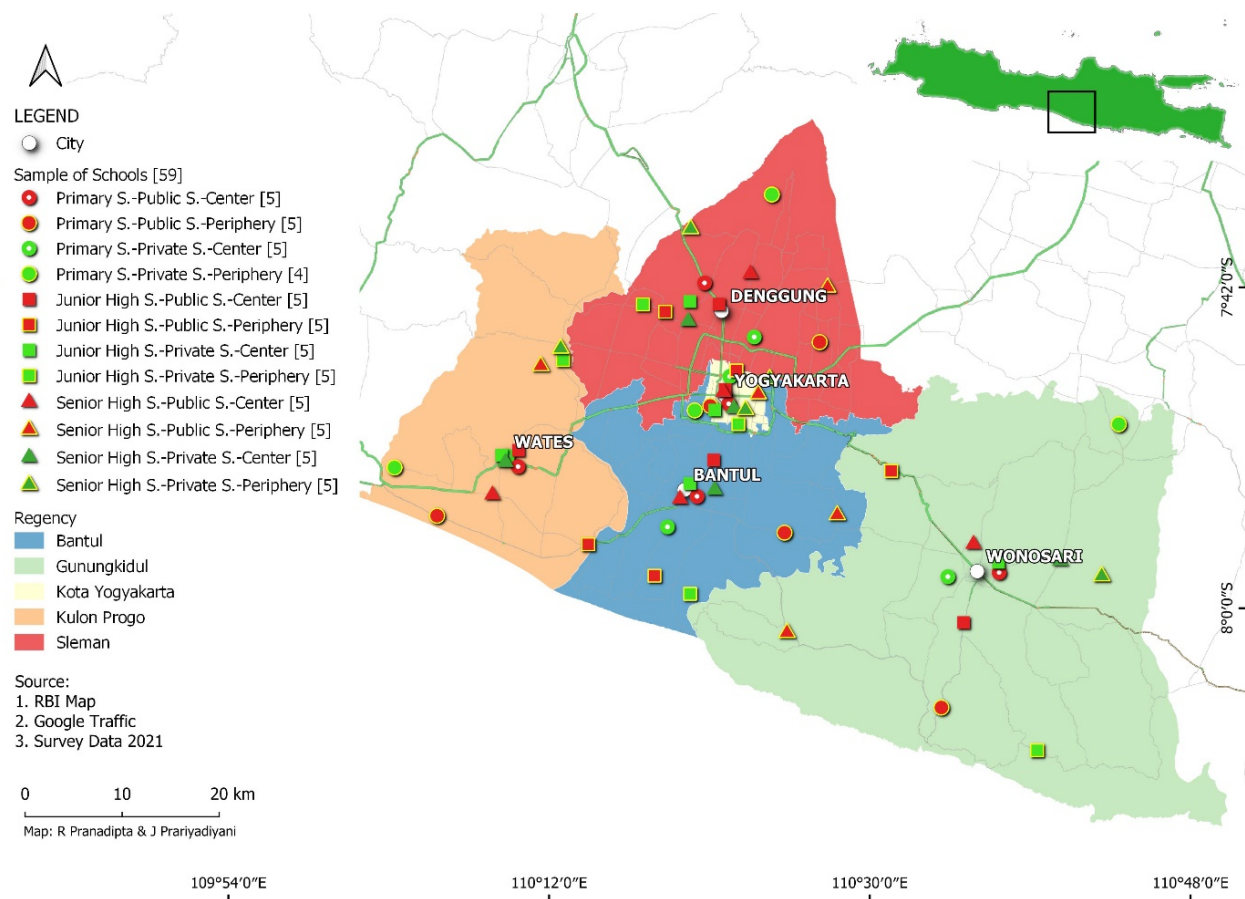 LEGEND
City
Sample of Schools [59]
Primary S.-Public S.-Center [5]
Primary S.-Public S.-Periphery [5]
Primary S.-Private S.-Center [5]
Primary S.-Private S.-Periphery [4]
Junior High S.-Public S.-Center [5]
Junior High S.-Public S.-Periphery [5]
Junior High S.-Private S.-Center [5]
Junior High S.-Private S.-Periphery [5]
Senior High S.-Public S.-Center [5]
Senior High S.-Public S.-Periphery [5]
Senior High S.-Private S.-Center [5]
Senior High S.-Private S.-Periphery [5]
Regency
Bantul
Gunungkidul
Kota Yogyakarta
Kulon Progo
Sleman
Source:
1. RBI Map
2. Google Traffic
3. Survey Data 2021
0 10 20 km
Map: R Pranadipta & J Prariyadiyani
DENGGUNG
YOGYAKARTA
WATES
BANTUL
WONOSARI
7°42′0″S
8°0′0″S
109°54′0″E 110°12′0″E 110°30′0″E 110°48′0″E